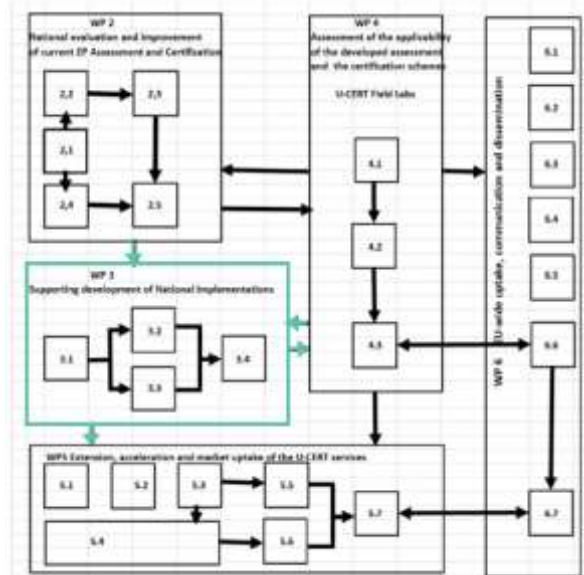 WP 2
National evaluation and Improvement
of current EP Assessment and Certification
2,2
2,3
2,1
2,4
2.5
WP 4
Assessment of the applicability
of the developed assessment
and the certification schemes
U-CERT Field Labs
4.1
4.2
4.3
WP 3
Supporting development of National Implementations
3.1
3.2
3.3
3.4
WP5 Extension, acceleration and market uptake of the U-CERT services
5.1
5.2
5.3
5.5
5.4
5.6
5.7
WP 6 EU-wide uptake, communication and dissemination
6.1
6.2
6.3
6.4
6.5
6.6
6.7